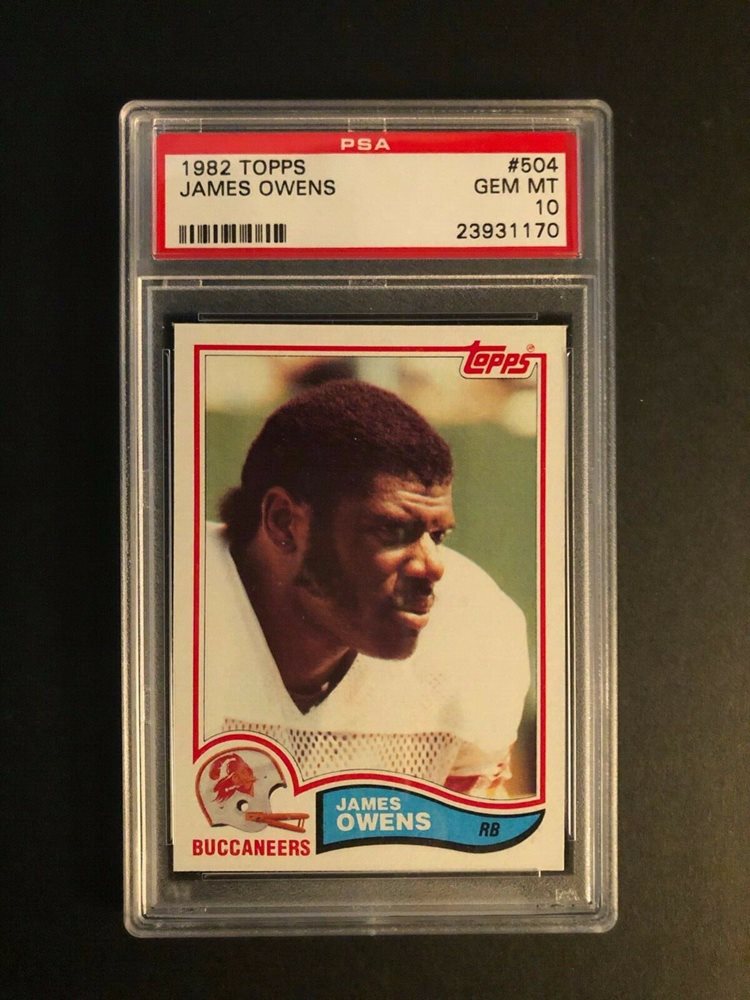 PSA
1982 TOPPS #504
JAMES OWENS GEM MT
10
23931170
topps
JAMES
OWENS
RB
BUCCANEERS